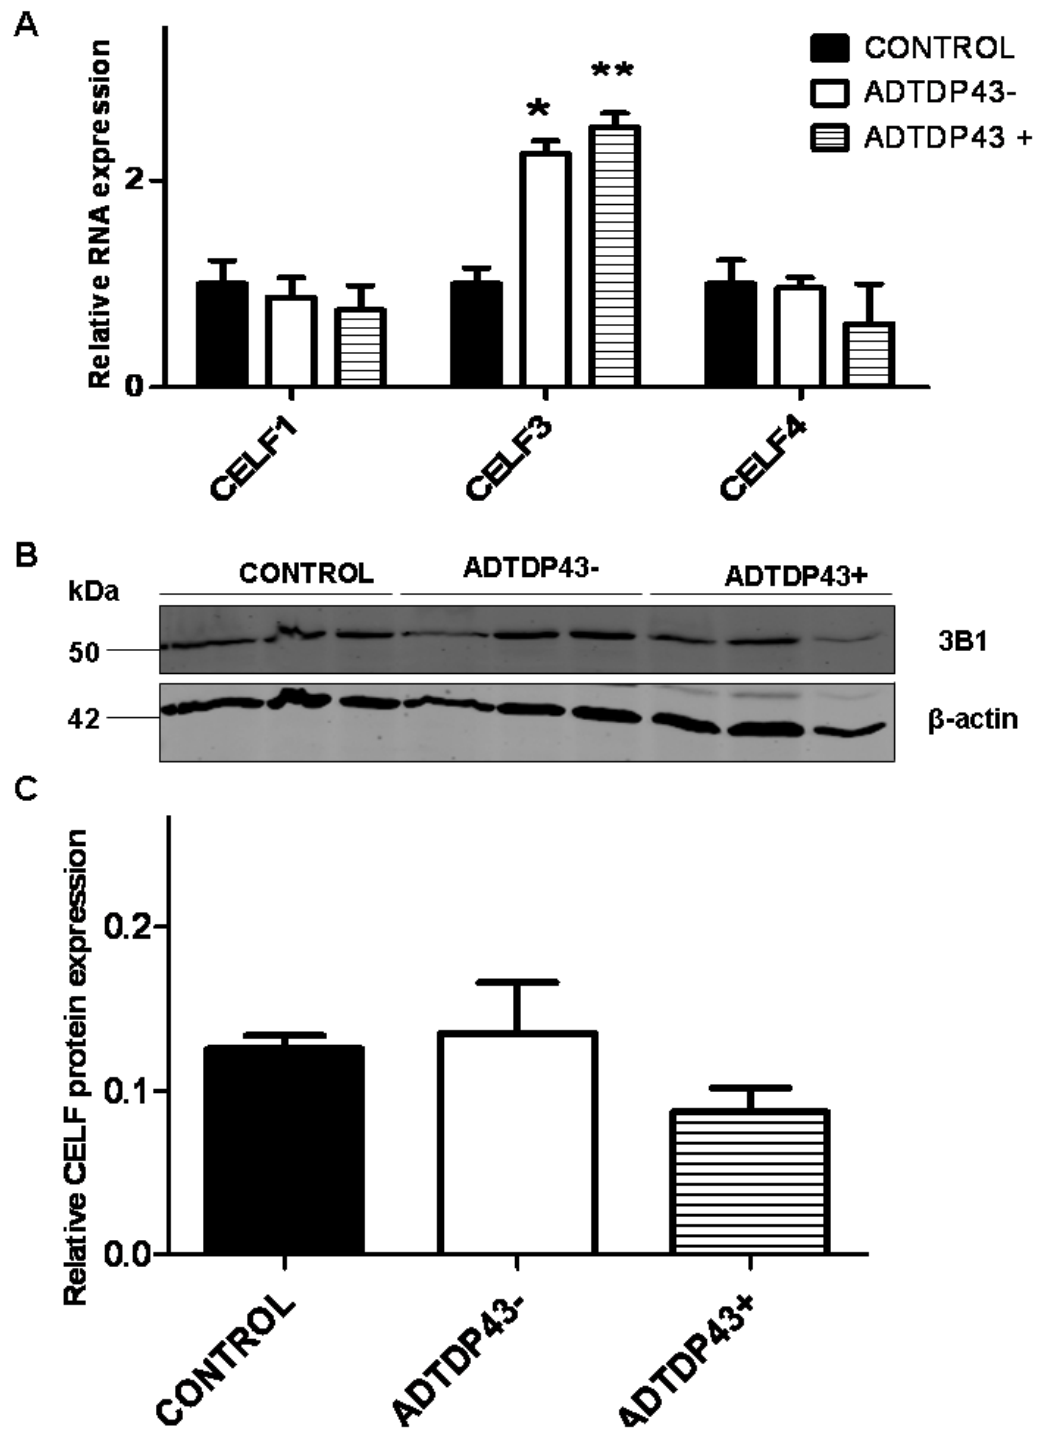 A
Relative RNA expression
2
0
* **
CONTROL
ADTDP43-
ADTDP43 +
CELF1 CELF3 CELF4
B
kDa
CONTROL ADTDP43- ADTDP43+
50
3B1
42
β-actin
C
Relative CELF protein expression
0.2
0.1
0.0
CONTROL ADTDP43- ADTDP43+